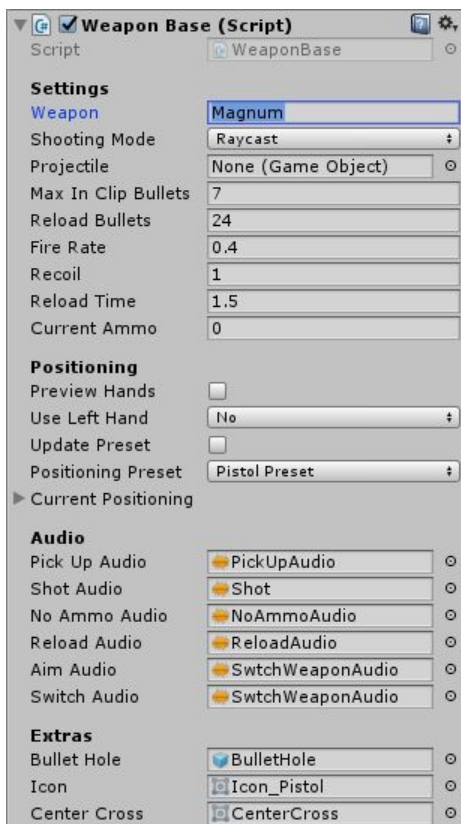 Weapon Base (Script)
Script WeaponBase
Settings
Weapon Magnum
Shooting Mode Raycast
Projectile None (Game Object)
Max In Clip Bullets 7
Reload Bullets 24
Fire Rate 0.4
Recoil 1
Reload Time 1.5
Current Ammo 0
Positioning
Preview Hands
Use Left Hand No
Update Preset
Positioning Preset Pistol Preset
Current Positioning
Audio
Pick Up Audio PickUpAudio
Shot Audio Shot
No Ammo Audio NoAmmoAudio
Reload Audio ReloadAudio
Aim Audio SwtchWeaponAudio
Switch Audio SwtchWeaponAudio
Extras
Bullet Hole BulletHole
Icon Icon_Pistol
Center Cross CenterCross